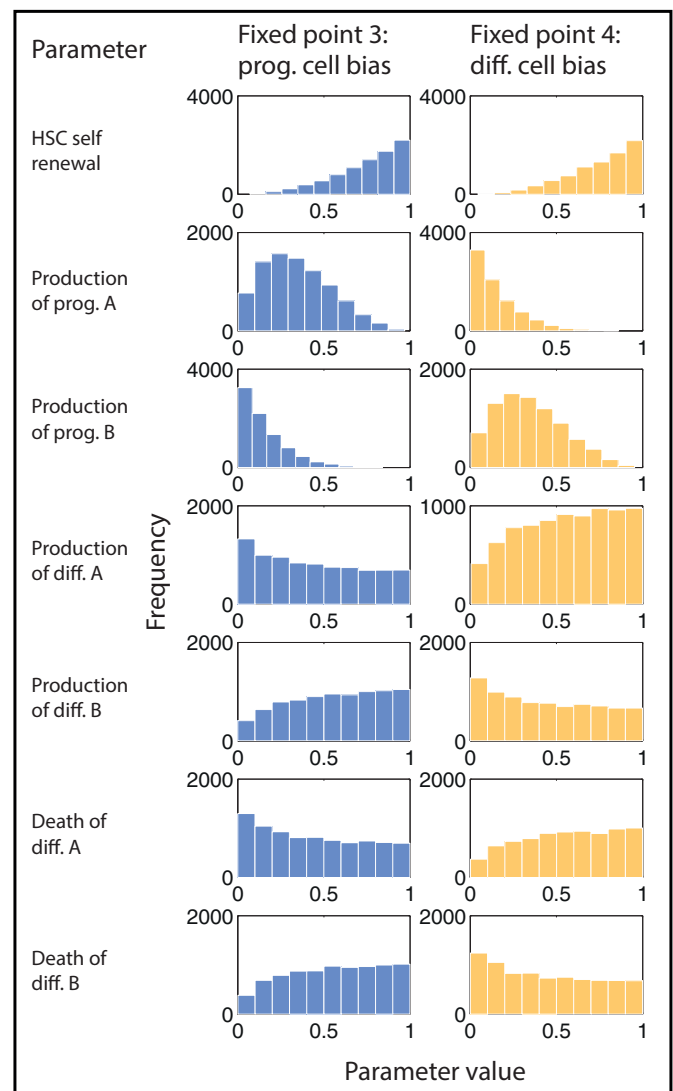 Parameter
Fixed point 3:
prog. cell bias
Fixed point 4:
diff. cell bias
HSC self
renewal
4000
0
0 0.5 1
4000
0
0 0.5 1
Production
of prog. A
2000
0
0 0.5 1
4000
0
0 0.5 1
Production
of prog. B
4000
0
0 0.5 1
2000
0
0 0.5 1
Production
of diff. A
2000
0
0 0.5 1
1000
0
0 0.5 1
Frequency
Production
of diff. B
2000
0
0 0.5 1
2000
0
0 0.5 1
Death of
diff. A
2000
0
0 0.5 1
2000
0
0 0.5 1
Death of
diff. B
2000
0
0 0.5 1
2000
0
0 0.5 1
Parameter value